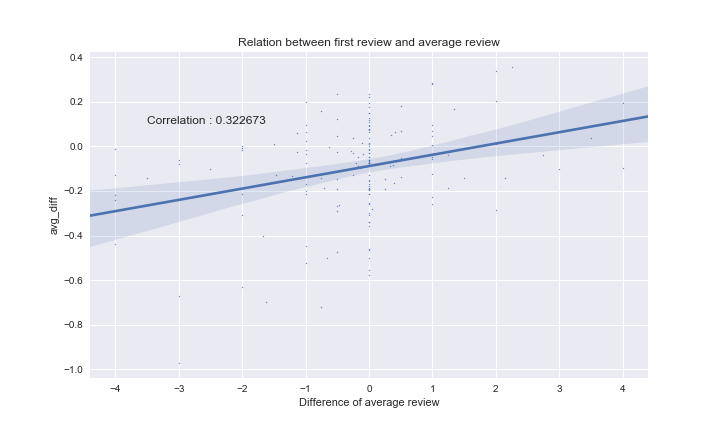 Relation between first review and average review
0.4
0.2
0.0
−0.2
−0.4
−0.6
−0.8
−1.0
avg_diff
Correlation : 0.322673
−4 −3 −2 −1 0 1 2 3 4
Difference of average review